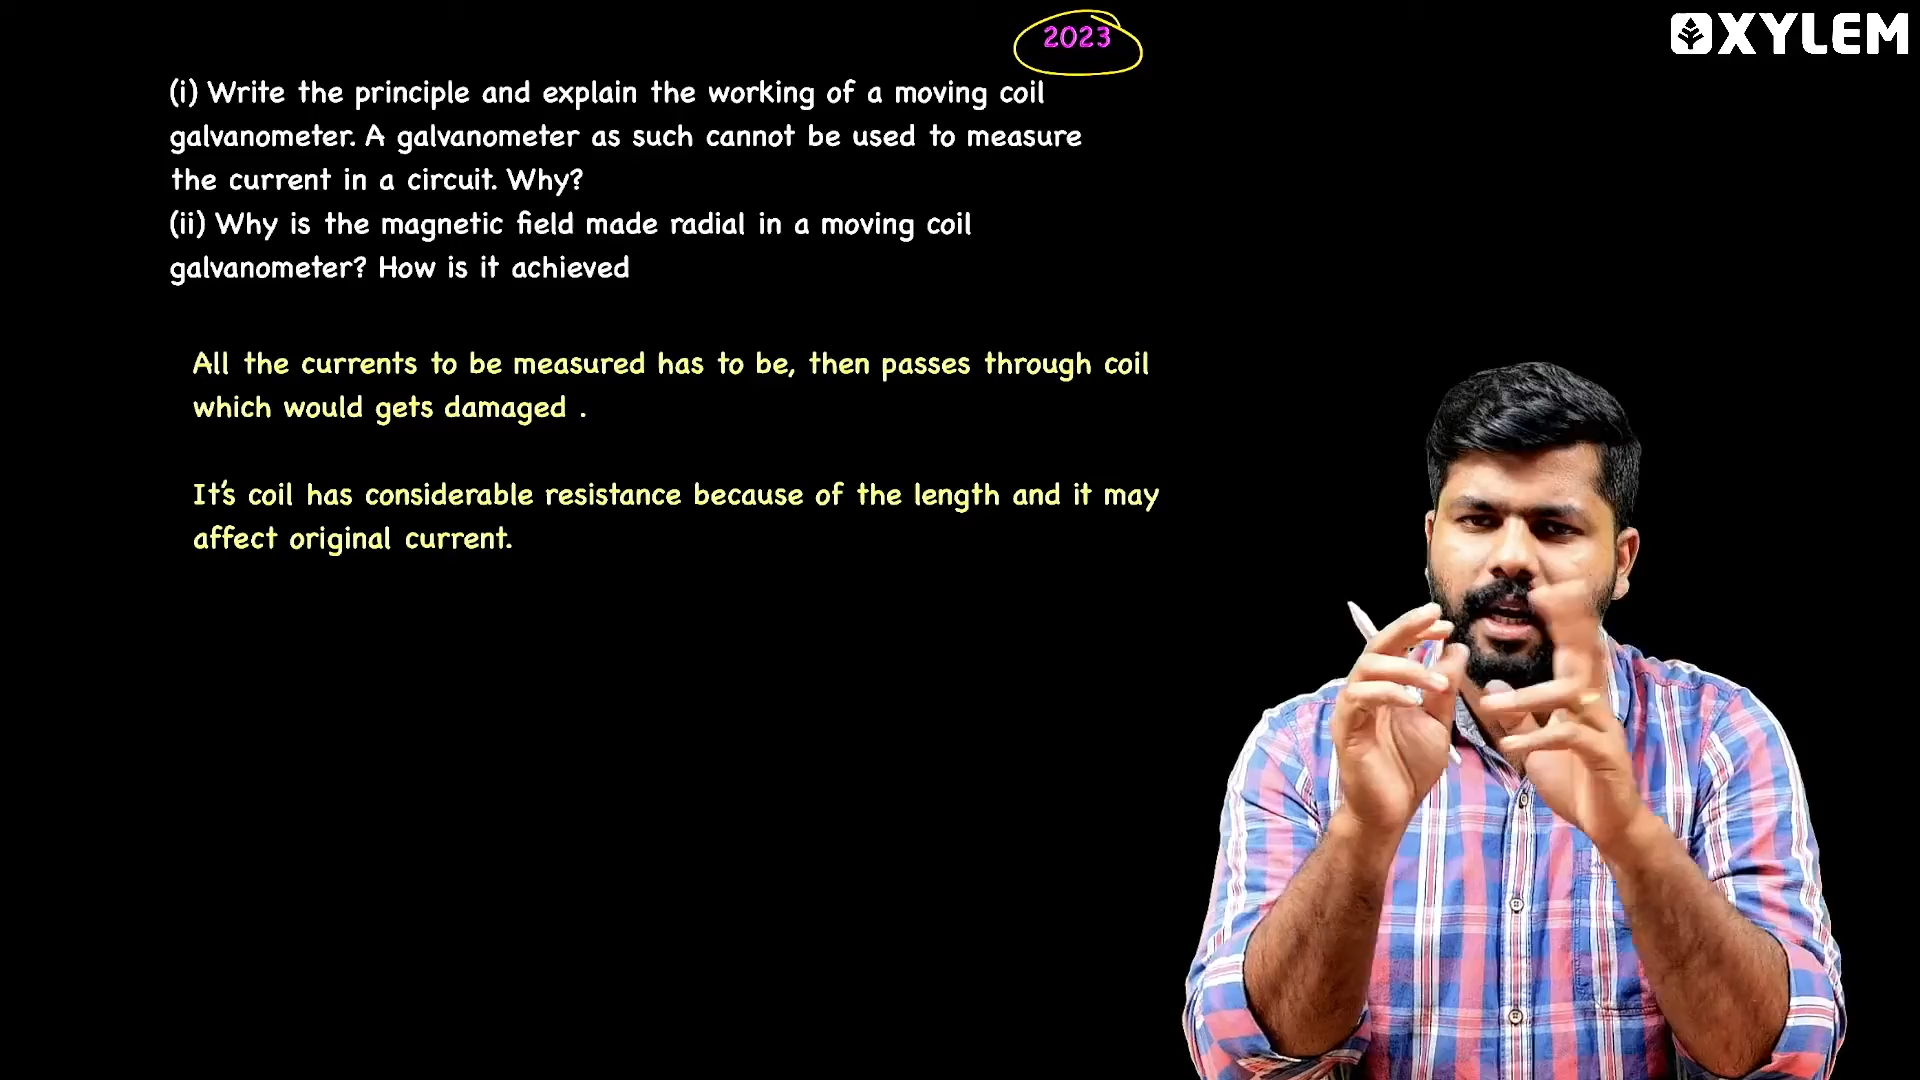 2023
XYLEM
(i) Write the principle and explain the working of a moving coil
galvanometer. A galvanometer as such cannot be used to measure
the current in a circuit. Why?
(ii) Why is the magnetic field made radial in a moving coil
galvanometer? How is it achieved
All the currents to be measured has to be, then passes through coil
which would gets damaged .
It's coil has considerable resistance because of the length and it may
affect original current.